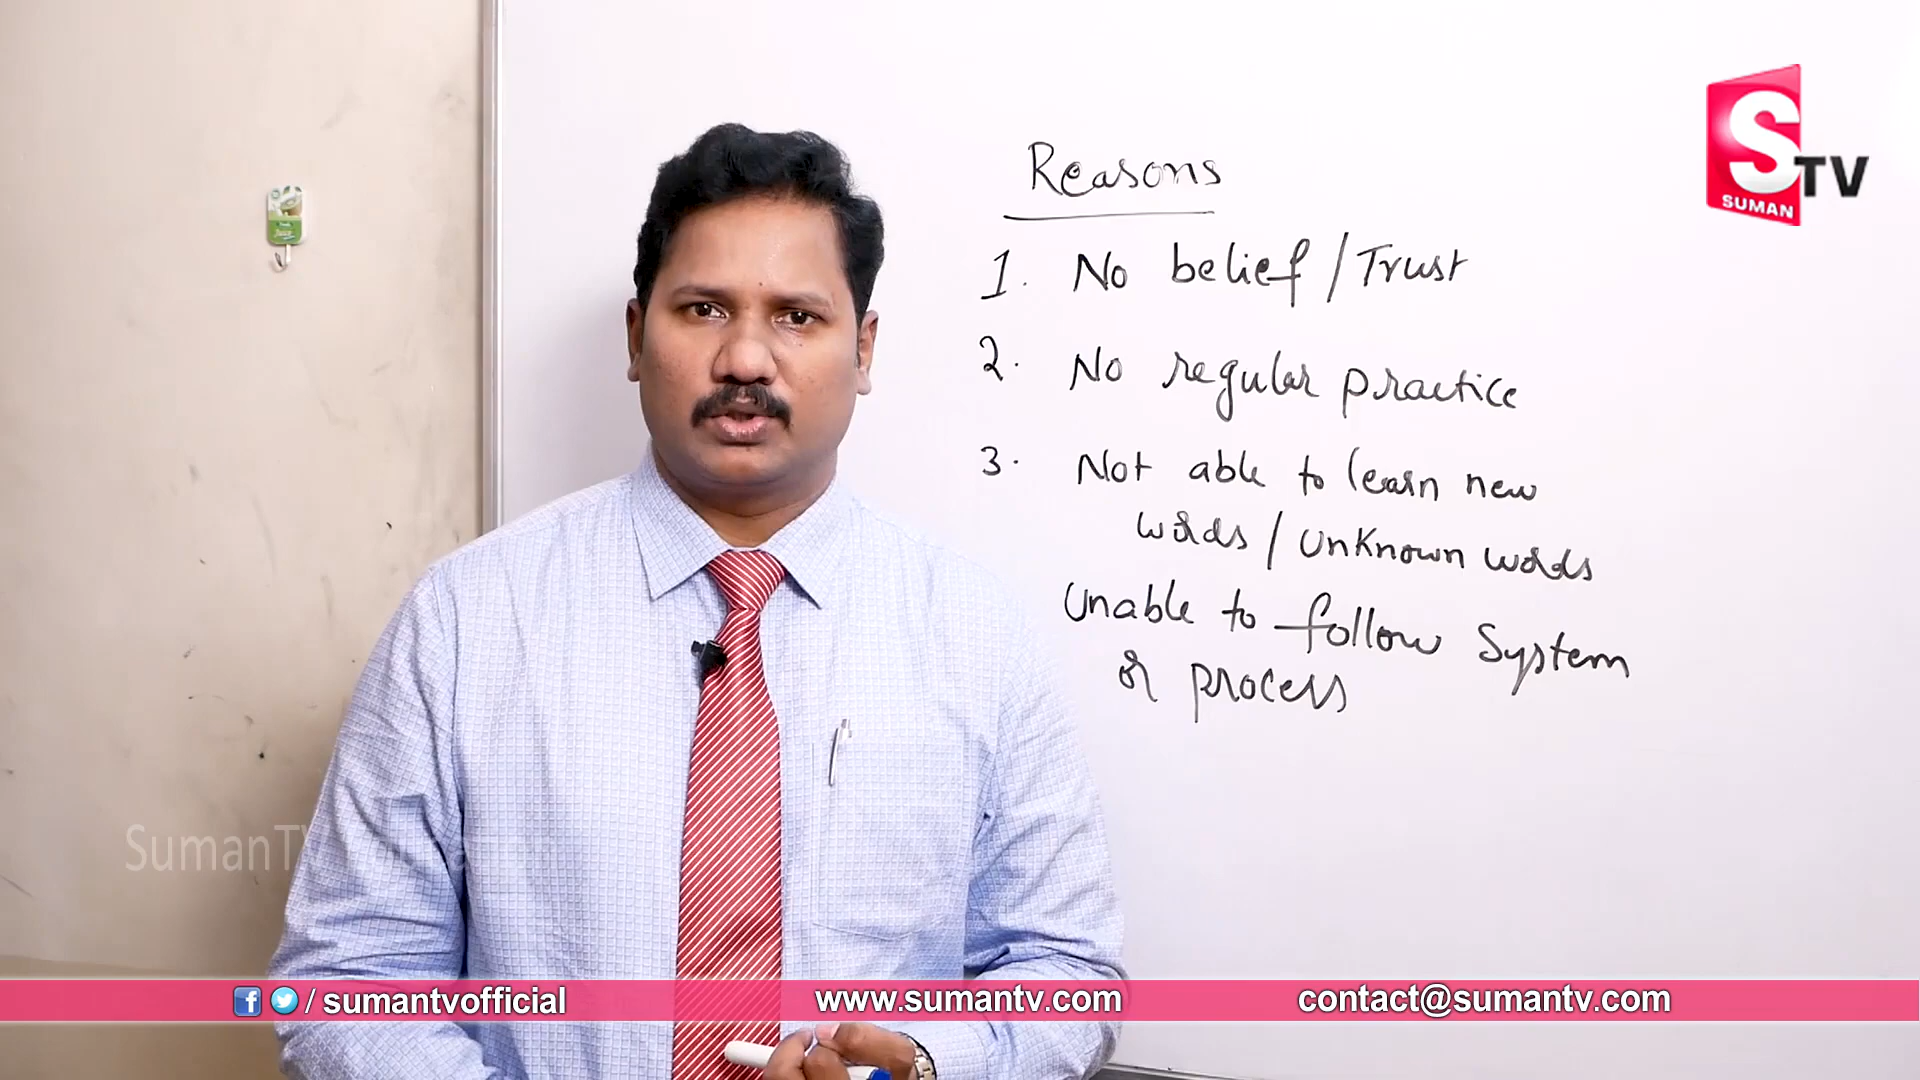 Reasons
1. No belief / Trust
2. No regular practice
3. Not able to learn new
words / unknown words
Unable to follow System
or process
S TV
SUMAN
SumanTV
/ sumantvofficial
www.sumantv.com
contact@sumantv.com